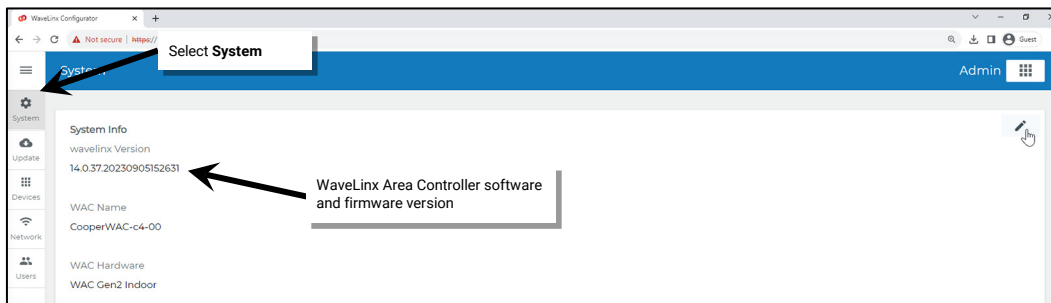 WaveLinx Configurator
Not secure | https://
Guest
Select System
System
Admin
System
Update
Devices
Network
Users
System Info
wavelinx Version
14.0.37.20230905152631
WaveLinx Area Controller software
and firmware version
WAC Name
CooperWAC-c4-00
WAC Hardware
WAC Gen2 Indoor